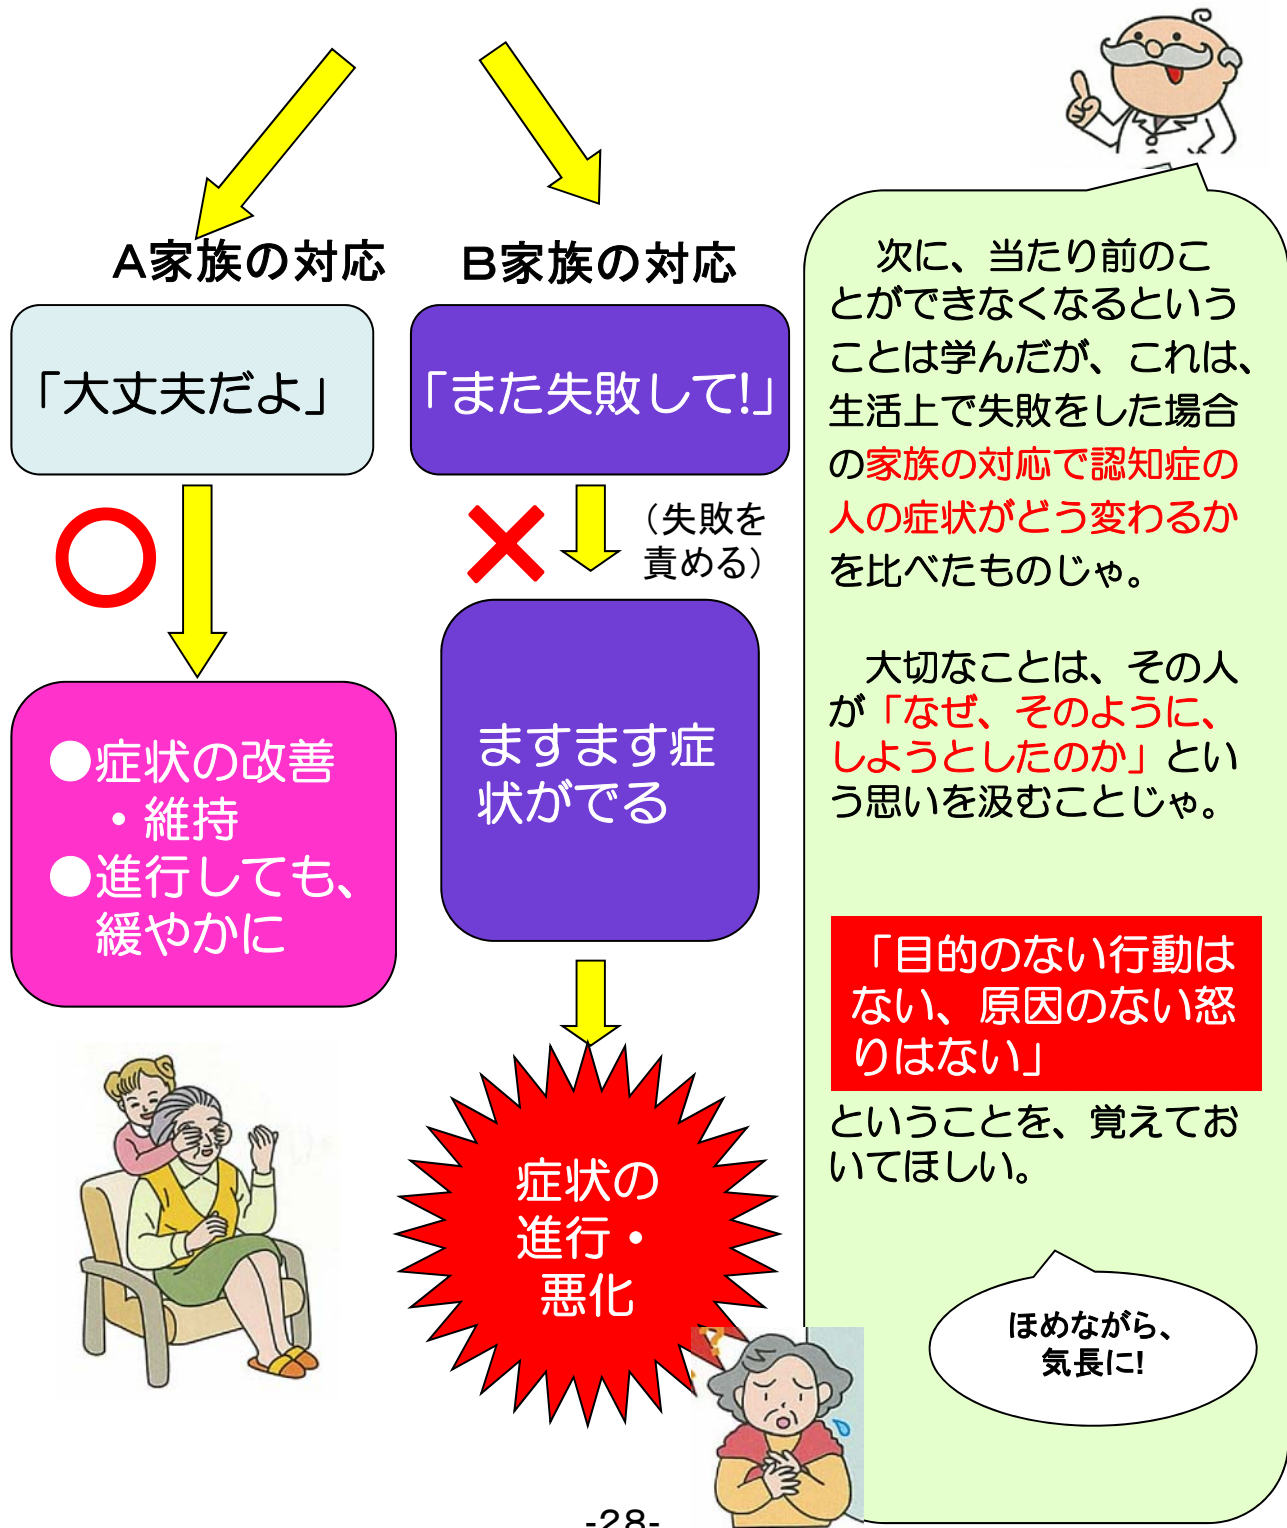 A家族の対応
「大丈夫だよ」
●症状の改善
・維持
●進行しても、
緩やかに
B家族の対応
「また失敗して!」
（失敗を
責める）
ますます症
状がでる
症状の
進行・
悪化
次に、当たり前のこ
とができなくなるという
ことは学んだが、これは、
生活上で失敗をした場合
の家族の対応で認知症の
人の症状がどう変わるか
を比べたものじゃ。
大切なことは、その人
が「なぜ、そのように、
しようとしたのか」とい
う思いを汲むことじゃ。
「目的のない行動は
ない、原因のない怒
りはない」
ということを、覚えてお
いてほしい。
ほめながら、
気長に!
-28-